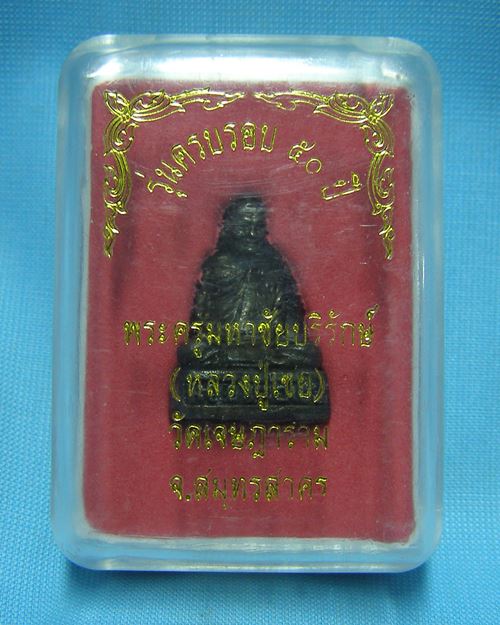 รุ่นครบรอบ ๕๐ ปี
พระครูมหาชัยบริรักษ์
(หลวงปู่เชย)
วัดเจษฎาราม
จ.สมุทรสาคร